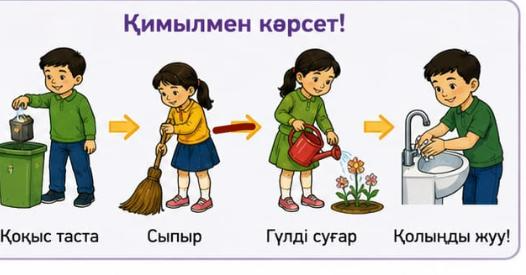 Қимылмен көрсет!
Қоқыс таста
Сыпыр
Гүлді суғар
Қолыңды жуу!